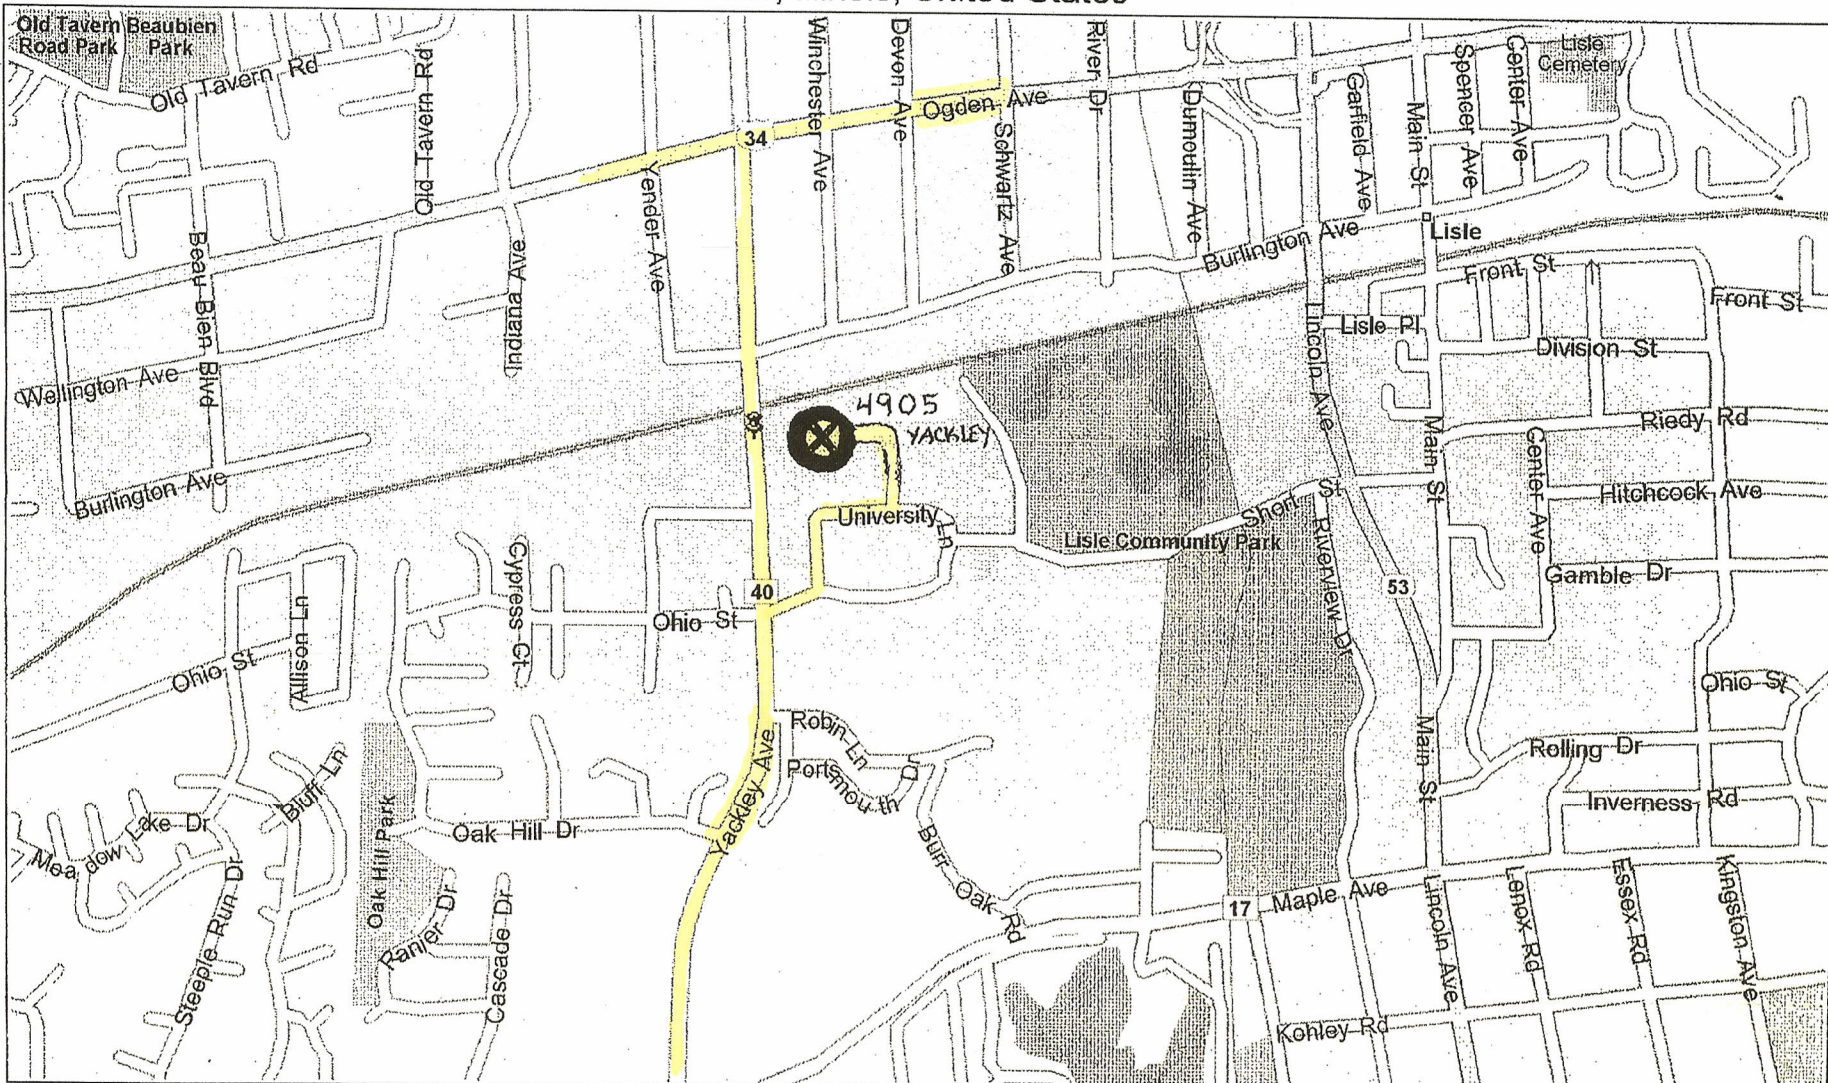 United States
Old Tavern
Road Park
Beaubien
Park
Old Tavern Rd
Old Tavern Rd
Winchester Ave
Devon Ave
Ogden Ave
River Dr
Schwartz Ave
Dumoulin Ave
Garfield Ave
Main St
Spencer Ave
Center Ave
Lisle
Cemetery
34
Yender Ave
Indiana Ave
Beau Bien Blvd
Burlington Ave
Lisle
Front St
Front St
Lisle Pl
Division St
Lincoln Ave
Wellington Ave
4905
YACKLEY
Riedy Rd
Main St
Center Ave
Hitchcock Ave
Burlington Ave
University Ln
Short St
Lisle Community Park
Riverview Dr
Gamble Dr
53
40
Cypress Ct
Ohio St
Allison Ln
Ohio St
Ohio St
Robin Ln
Portsmouth Dr
Yackley Ave
Main St
Rolling Dr
Inverness Rd
Bluff Ln
Oak Hill Park
Oak Hill Dr
Meadow Lake Dr
Burr Oak Rd
Steeple Run Dr
Ranier Dr
Cascade Dr
17
Maple Ave
Lincoln Ave
Lenox Rd
Essex Rd
Kingston Ave
Kohley Rd